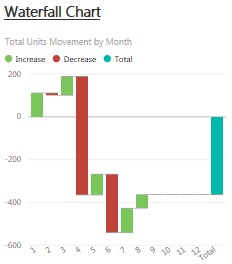 Waterfall Chart
Total Units Movement by Month
Increase Decrease Total
200
0
-200
-400
-600
1 2 3 4 5 6 7 8 9 10 11 12 Total